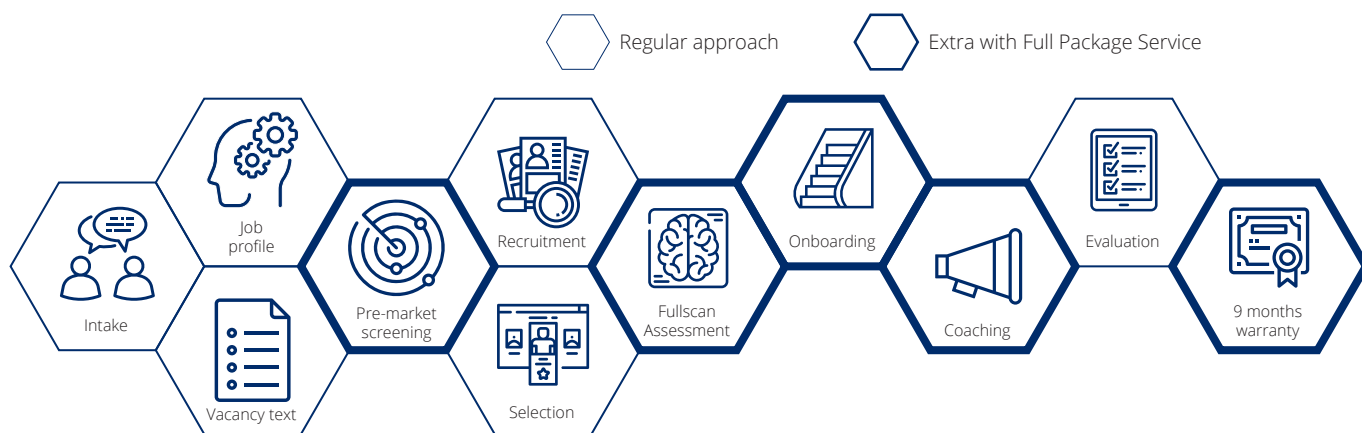 Regular approach
Extra with Full Package Service
Intake
Job
profile
Vacancy text
Pre-market
screening
Recruitment
Selection
Fullscan
Assessment
Onboarding
Coaching
Evaluation
9 months
warranty